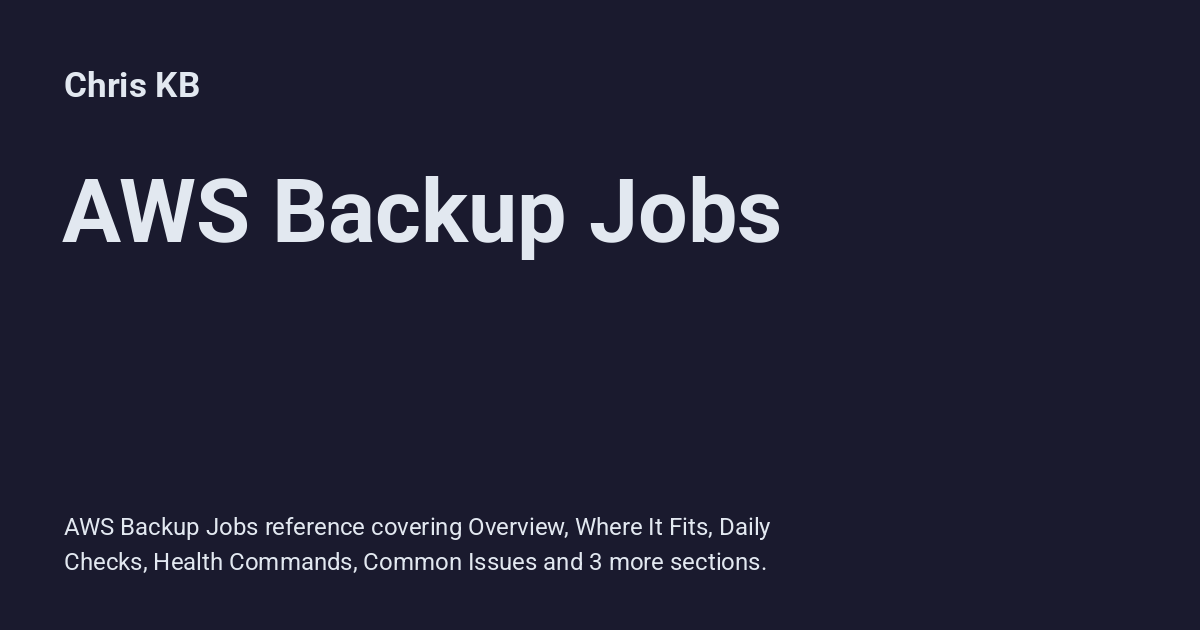 Chris KB
AWS Backup Jobs
AWS Backup Jobs reference covering Overview, Where It Fits, Daily
Checks, Health Commands, Common Issues and 3 more sections.